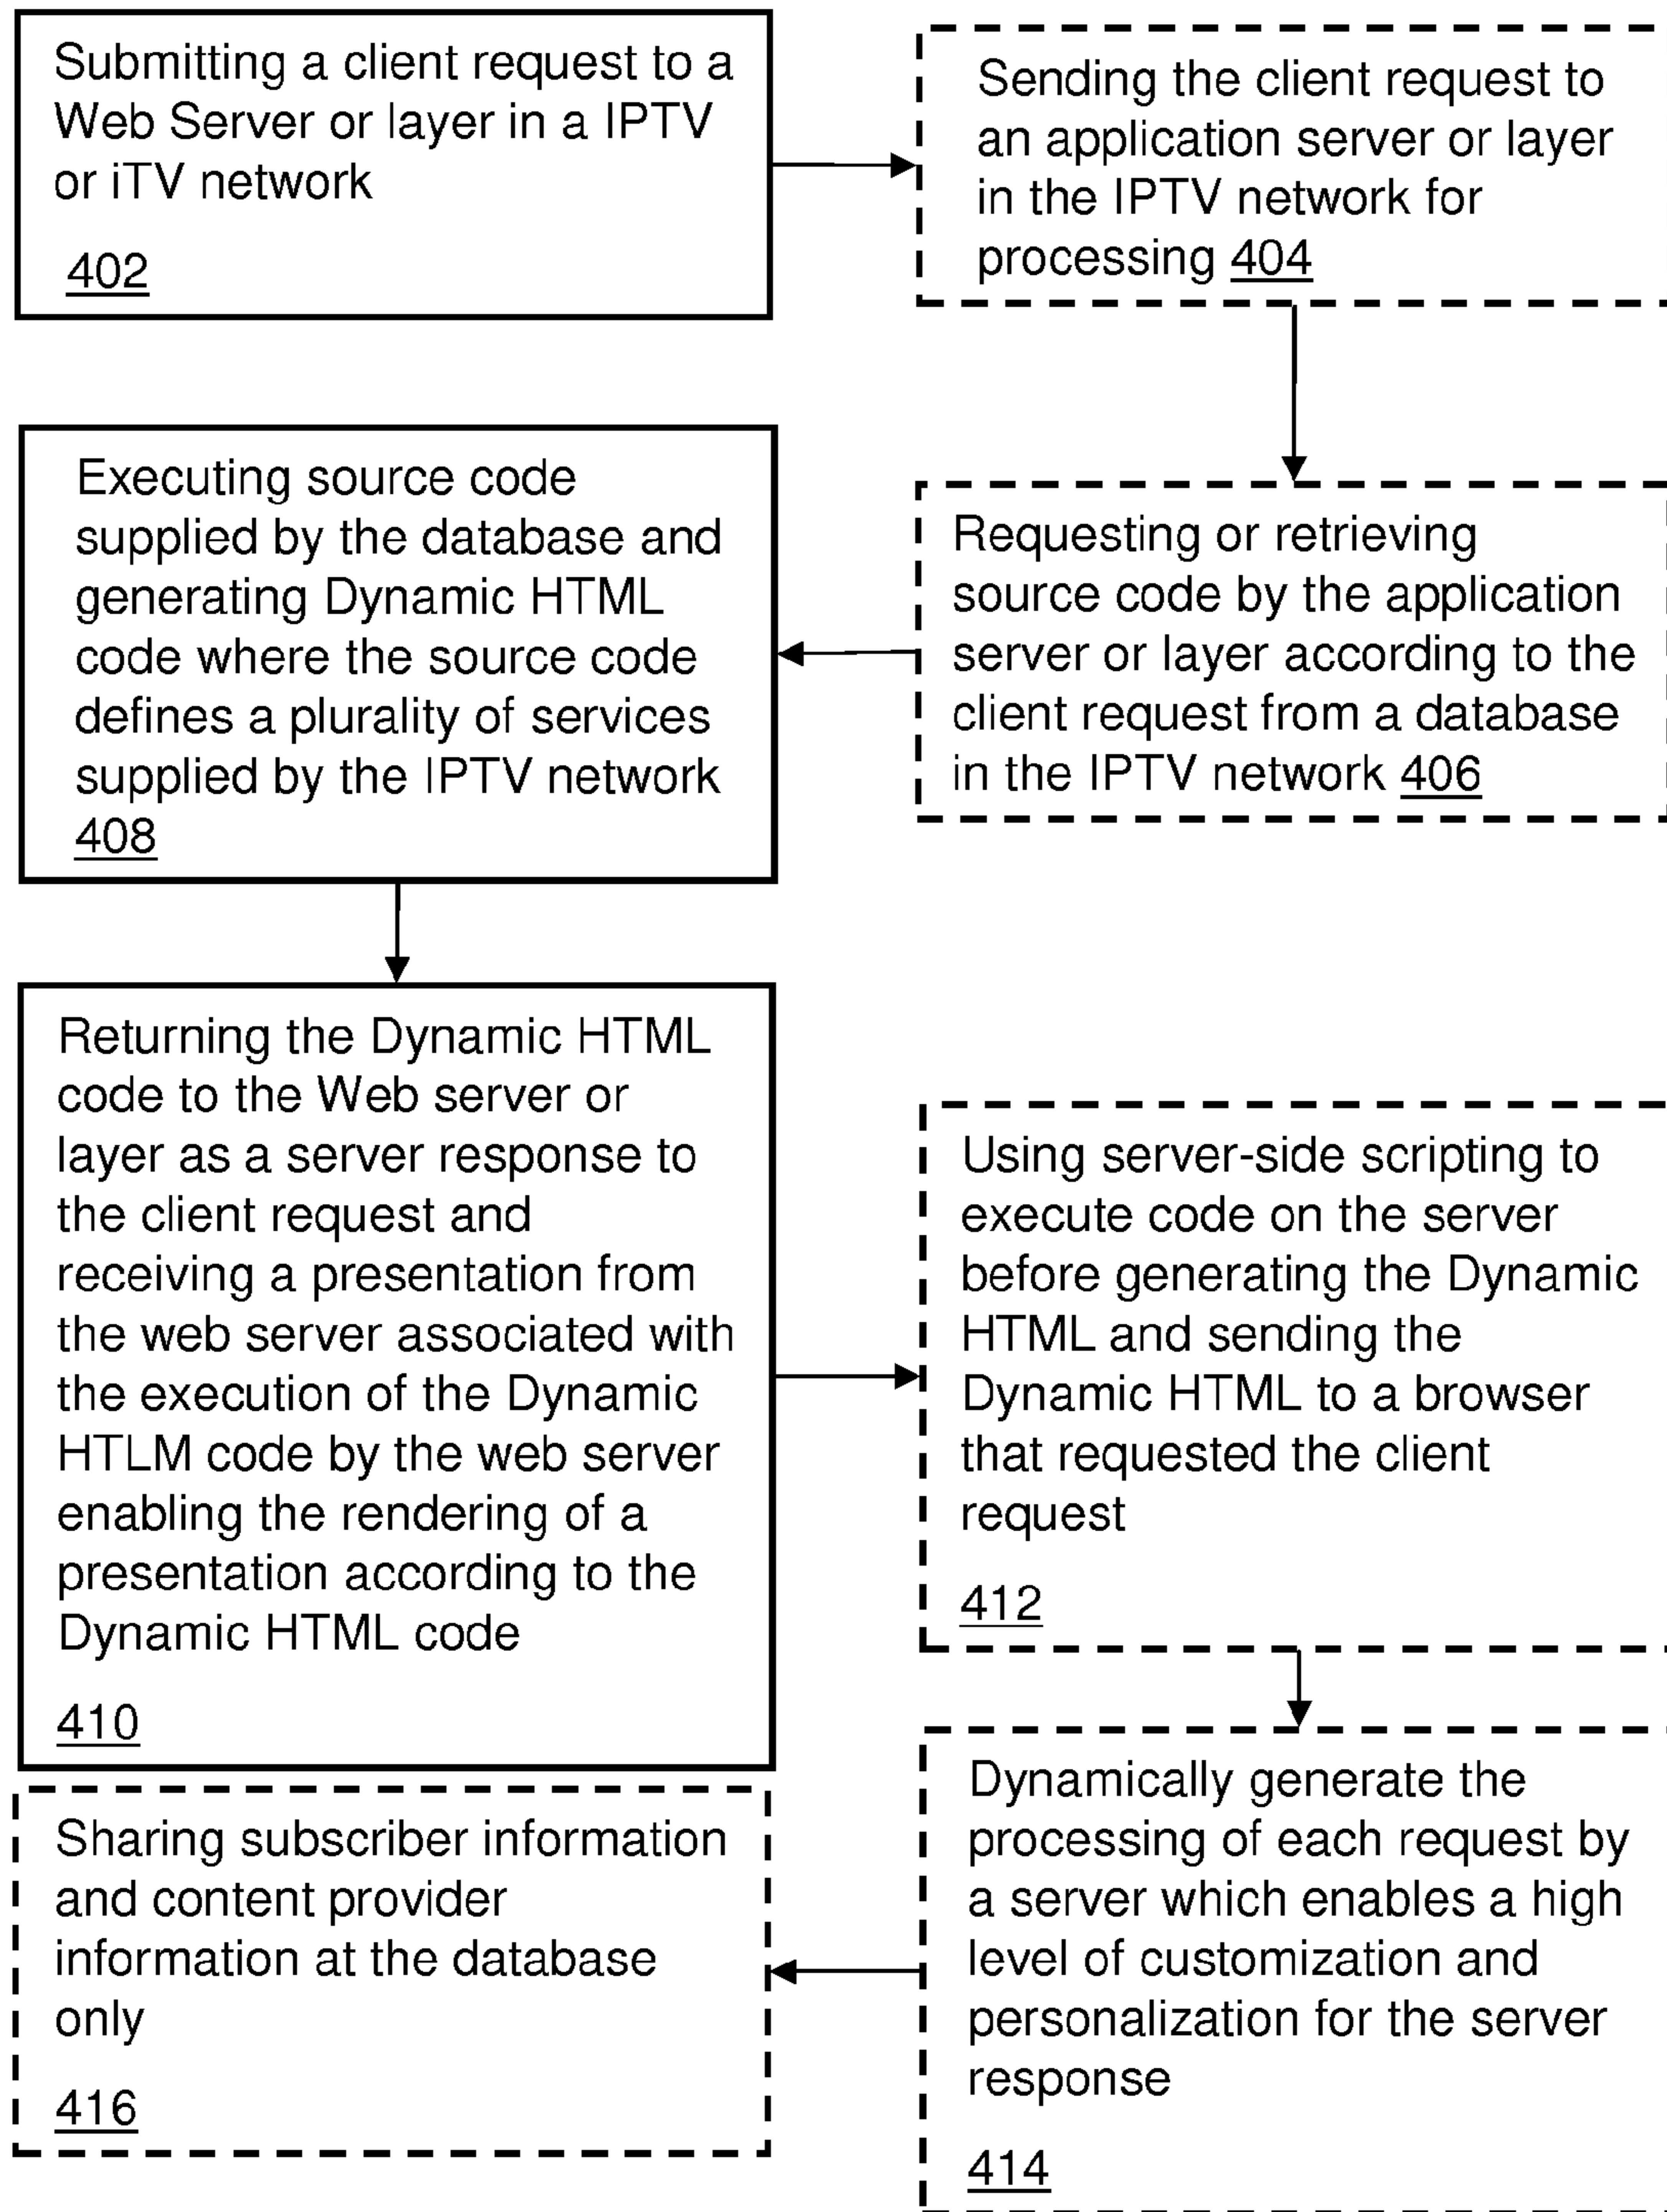 Submitting a client request to a
Web Server or layer in a IPTV
or iTV network
402
Sending the client request to
an application server or layer
in the IPTV network for
processing 404
Requesting or retrieving
source code by the application
server or layer according to the
client request from a database
in the IPTV network 406
Executing source code
supplied by the database and
generating Dynamic HTML
code where the source code
defines a plurality of services
supplied by the IPTV network
408
Returning the Dynamic HTML
code to the Web server or
layer as a server response to
the client request and
receiving a presentation from
the web server associated with
the execution of the Dynamic
HTLM code by the web server
enabling the rendering of a
presentation according to the
Dynamic HTML code
410
Using server-side scripting to
execute code on the server
before generating the Dynamic
HTML and sending the
Dynamic HTML to a browser
that requested the client
request
412
Dynamically generate the
processing of each request by
a server which enables a high
level of customization and
personalization for the server
response
414
Sharing subscriber information
and content provider
information at the database
only
416